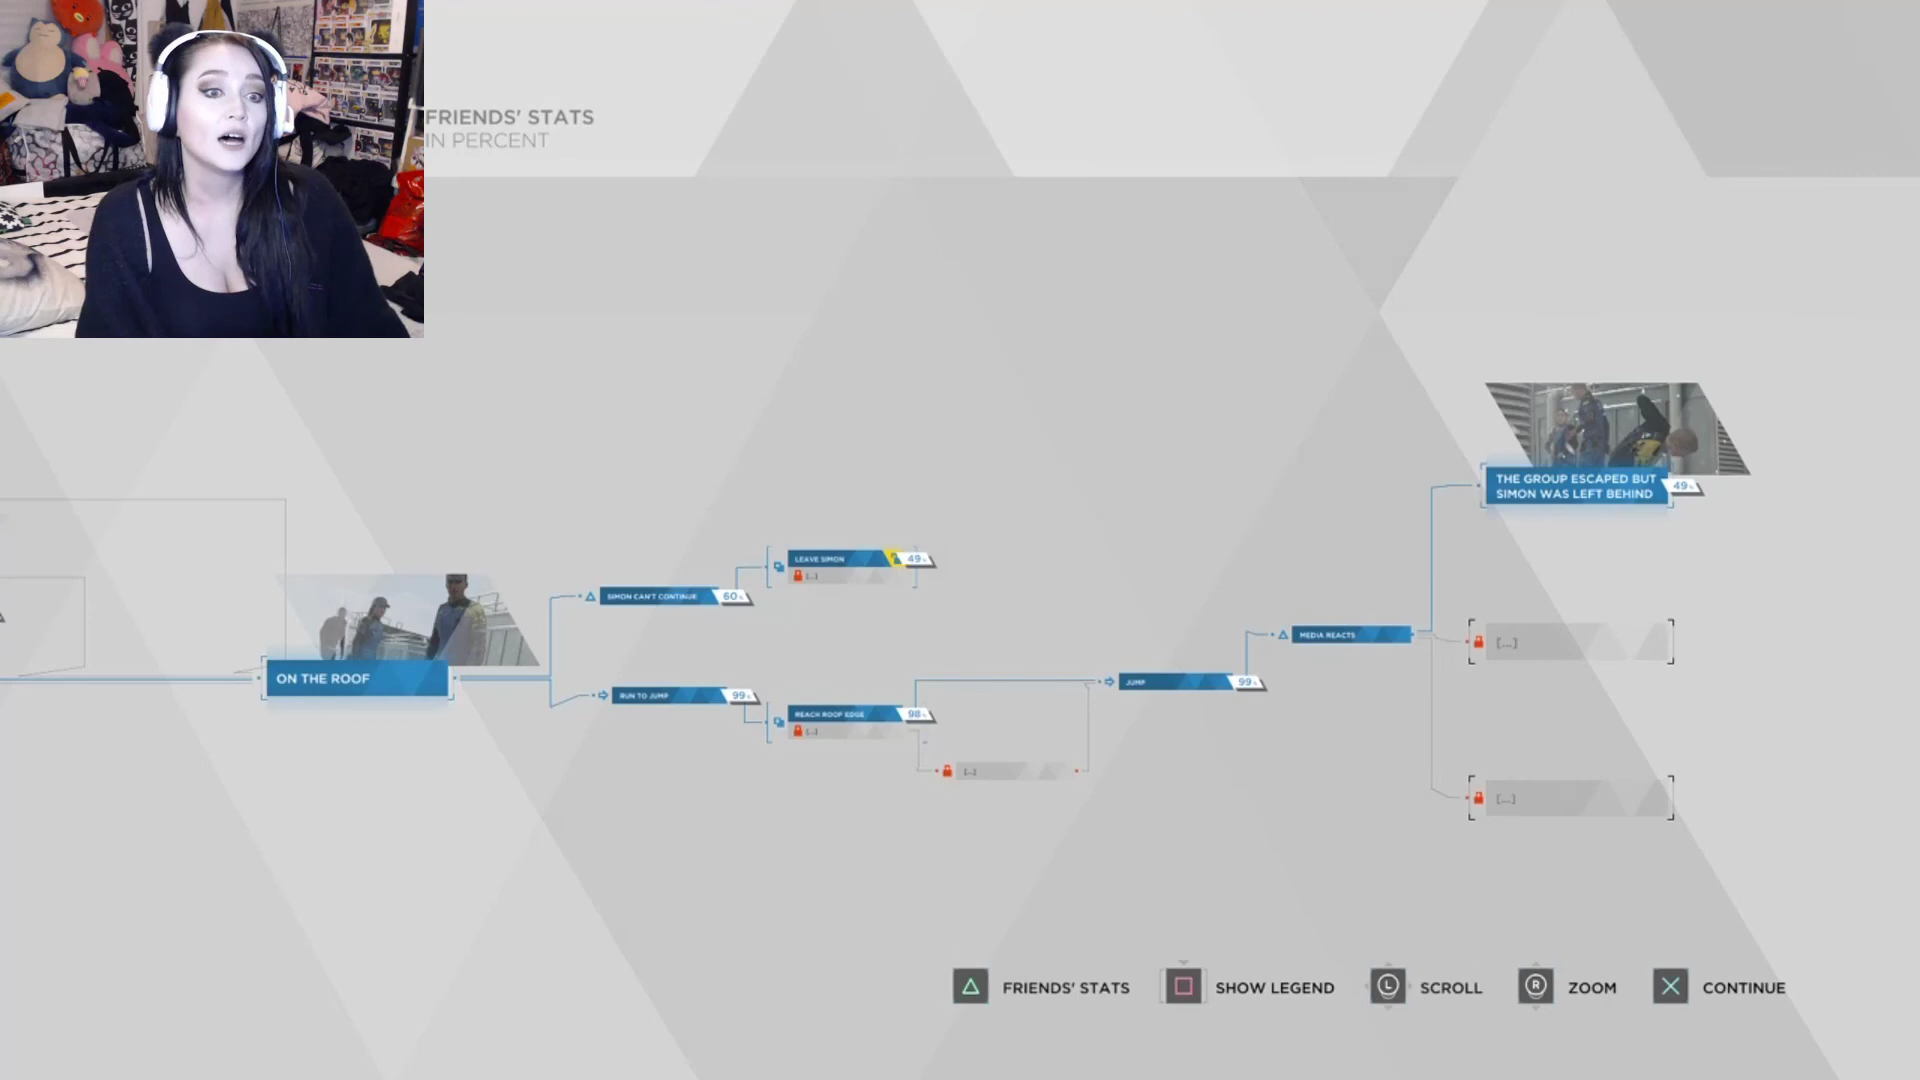 FRIENDS' STATS
IN PERCENT
THE GROUP ESCAPED BUT
SIMON WAS LEFT BEHIND
49%
LEAVE SIMON
49%
[...]
SIMON CAN'T CONTINUE
60%
ON THE ROOF
RUN TO JUMP
99%
REACH ROOF EDGE
98%
[...]
[...]
JUMP
99%
MEDIA REACTS
[...]
[...]
FRIENDS' STATS
SHOW LEGEND
L
SCROLL
R
ZOOM
CONTINUE